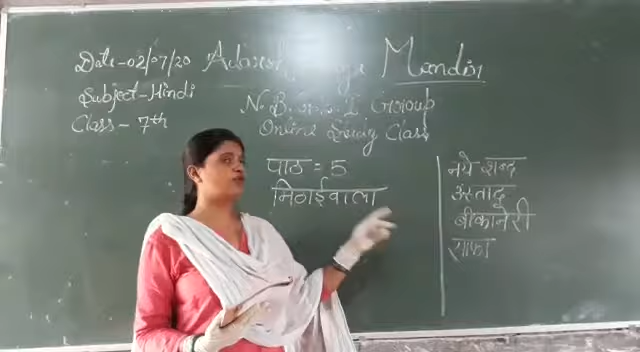 Date-02/07/20
Subject-Hindi
Class-7th
Mandir
Group
Online Class
पाठ = 5
मिठाईवाला
नये शब्द
उस्ताद
बीकानेरी
साफा